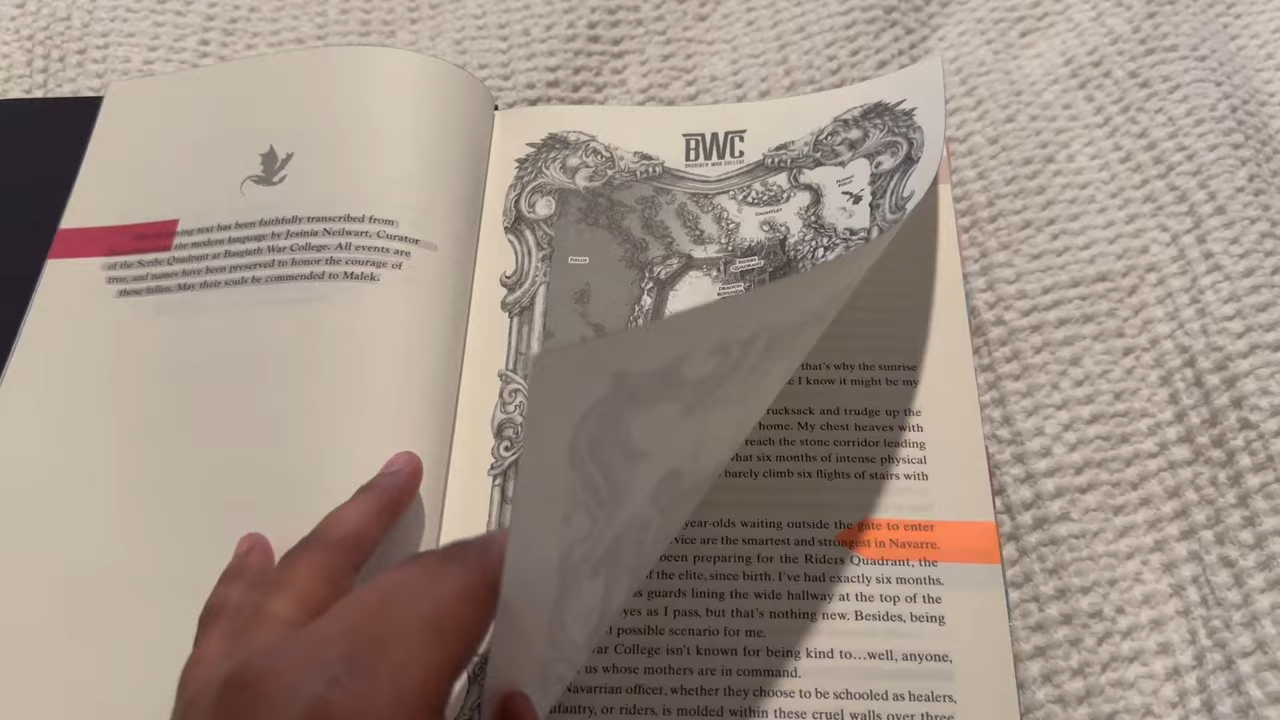 ing text has been faithfully transcribed from
the modern language by Jesinia Neilwart, Curator
of the Scribe Quadrant at Basgiath War College. All events are
true, and names have been preserved to honor the courage of
those fallen. May their souls be commended to Malek.
BWC
BASGIATH WAR COLLEGE
FLIGHT
FIELD
GAUNTLET
FIELDS
RIDERS
QUADRANT
that's why the sunrise
I know it might be my
rucksack and trudge up the
home. My chest heaves with
reach the stone corridor leading
what six months of intense physical
barely climb six flights of stairs with
year-olds waiting outside the gate to enter
vice are the smartest and strongest in Navarre.
been preparing for the Riders Quadrant, the
the elite, since birth. I've had exactly six months.
guards lining the wide hallway at the top of the
yes as I pass, but that's nothing new. Besides, being
possible scenario for me.
ar College isn't known for being kind to…well, anyone,
us whose mothers are in command.
Navarrian officer, whether they choose to be schooled as healers,
fantry, or riders, is molded within these cruel walls over three